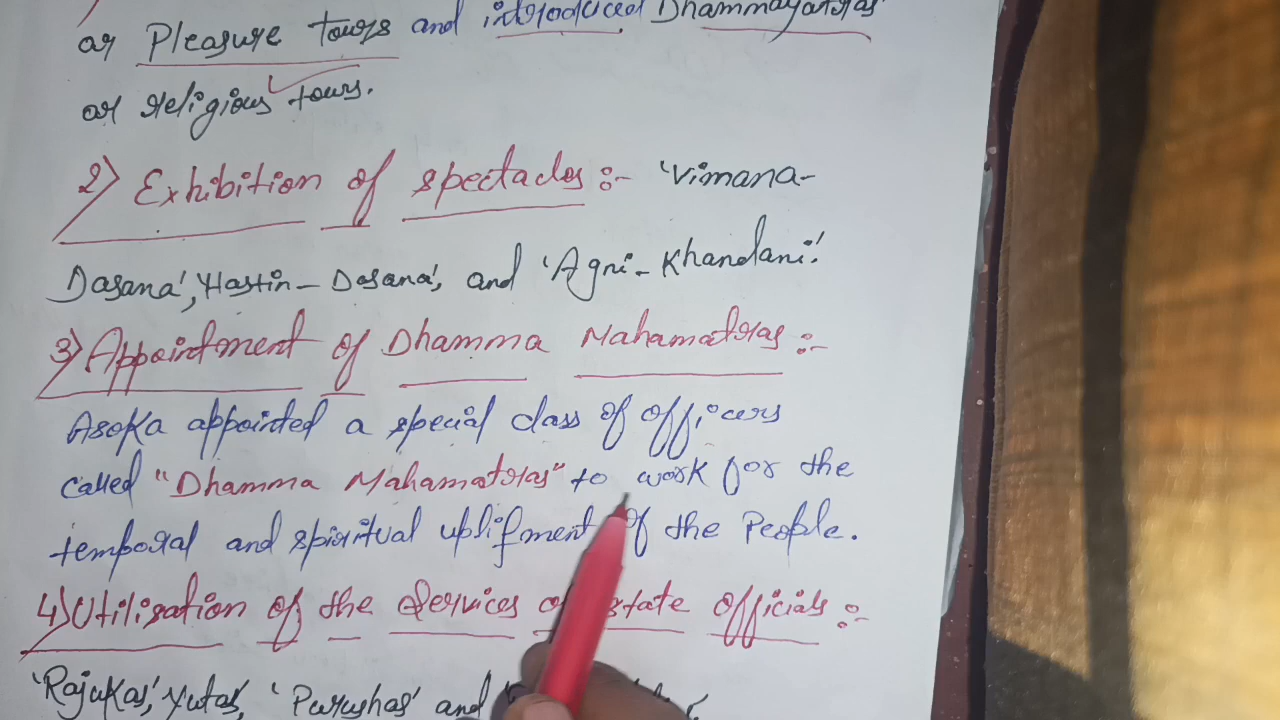 or Pleasure tours and introduced Dhammayatras
or religious tours.
2) Exhibition of spectacles :- 'Vimana-
Dasana', 'Hastin-Dasana', and 'Agni-Khandani'.
3) Appointment of Dhamma Mahamatras :-
Asoka appointed a special class of officers
called "Dhamma Mahamatras" to work for the
temporal and spiritual uplifment of the People.
4) Utilisation of the Services of state officials :-
'Rajukas', Yutas, 'Purushas' and